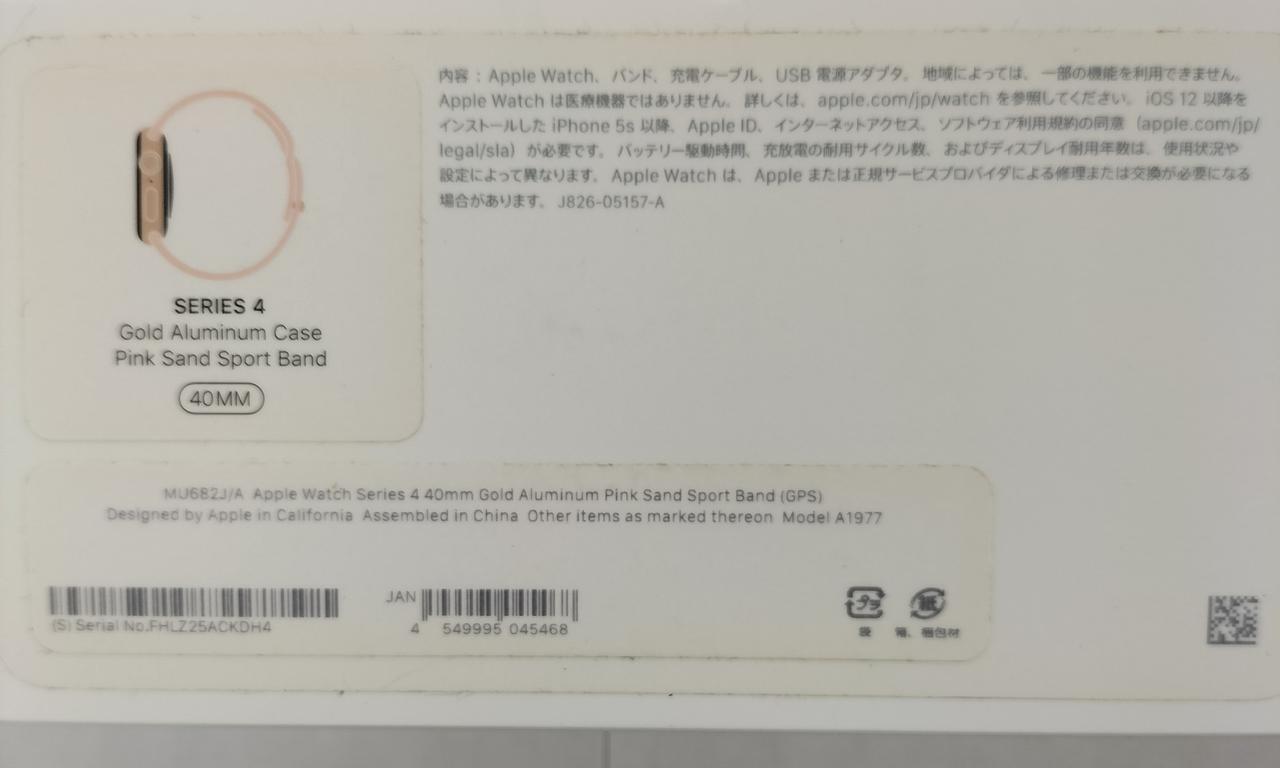 内容：Apple Watch、バンド、充電ケーブル、USB 電源アダプタ。地域によっては、一部の機能を利用できません。
Apple Watch は医療機器ではありません。詳しくは、apple.com/jp/watch を参照してください。iOS 12 以降を
インストールした iPhone 5s 以降、Apple ID、インターネットアクセス、ソフトウェア利用規約の同意（apple.com/jp/
legal/sla）が必要です。バッテリー駆動時間、充放電の耐用サイクル数、およびディスプレイ耐用年数は、使用状況や
設定によって異なります。Apple Watch は、Apple または正規サービスプロバイダによる修理または交換が必要になる
場合があります。J826-05157-A
SERIES 4
Gold Aluminum Case
Pink Sand Sport Band
40MM
MU682J/A Apple Watch Series 4 40mm Gold Aluminum Pink Sand Sport Band (GPS)
Designed by Apple in California Assembled in China Other items as marked thereon Model A1977
(S) Serial No.FHLZ25ACKDH4
JAN
4 549995 045468
プラ
紙
袋
箱、梱包材